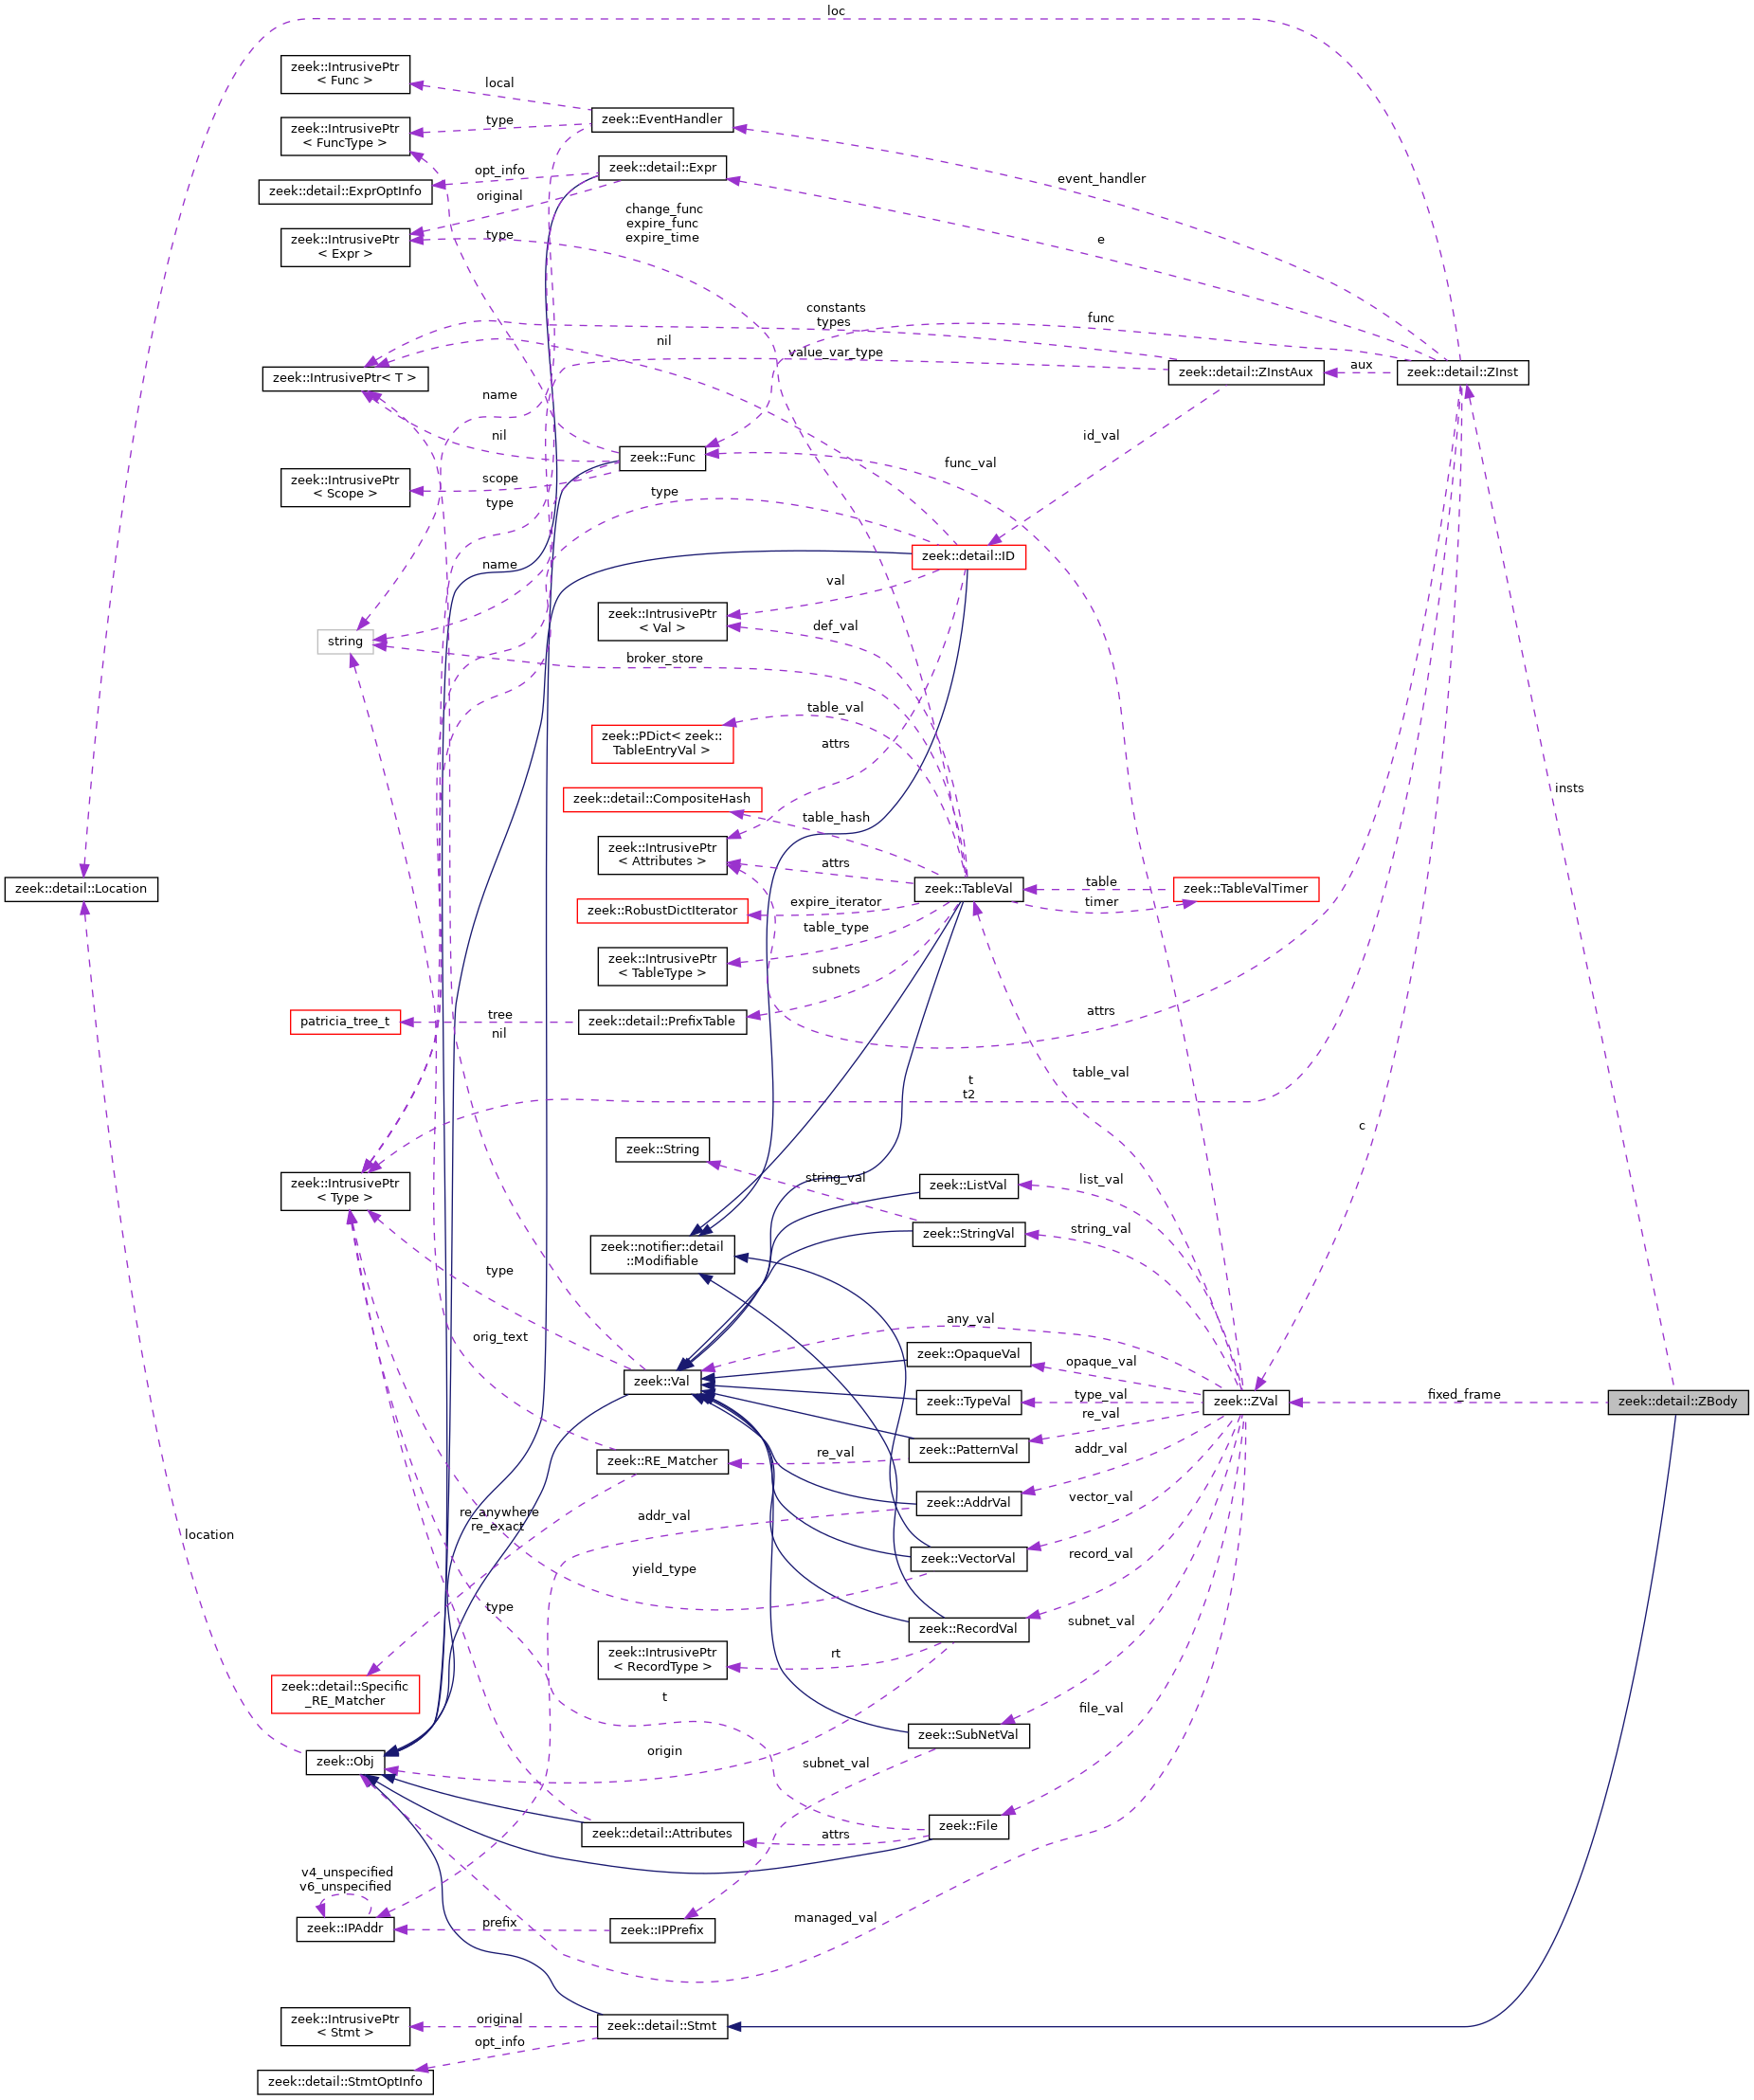 loc
zeek::IntrusivePtr
< Func >
local
zeek::EventHandler
zeek::IntrusivePtr
< FuncType >
type
event_handler
zeek::detail::Expr
opt_info
zeek::detail::ExprOptInfo
original
change_func
expire_func
expire_time
zeek::IntrusivePtr
< Expr >
type
e
constants
types
func
nil
value_var_type
aux
zeek::IntrusivePtr< T >
zeek::detail::ZInstAux
zeek::detail::ZInst
name
nil
id_val
zeek::Func
func_val
zeek::IntrusivePtr
< Scope >
scope
type
type
zeek::detail::ID
name
val
zeek::IntrusivePtr
< Val >
def_val
string
broker_store
table_val
zeek::PDict< zeek::
TableEntryVal >
attrs
insts
zeek::detail::CompositeHash
table_hash
zeek::IntrusivePtr
< Attributes >
attrs
zeek::detail::Location
zeek::TableVal
table
timer
zeek::TableValTimer
zeek::RobustDictIterator
expire_iterator
table_type
zeek::IntrusivePtr
< TableType >
subnets
attrs
patricia_tree_t
tree
zeek::detail::PrefixTable
nil
table_val
t
t2
c
zeek::String
string_val
zeek::IntrusivePtr
< Type >
zeek::ListVal
list_val
zeek::StringVal
string_val
zeek::notifier::detail
::Modifiable
type
any_val
orig_text
zeek::OpaqueVal
opaque_val
zeek::Val
zeek::TypeVal
type_val
zeek::ZVal
fixed_frame
zeek::detail::ZBody
re_val
zeek::RE_Matcher
re_val
zeek::PatternVal
addr_val
re_anywhere
re_exact
addr_val
zeek::AddrVal
vector_val
location
yield_type
zeek::VectorVal
record_val
type
zeek::RecordVal
subnet_val
zeek::IntrusivePtr
< RecordType >
rt
zeek::detail::Specific
_RE_Matcher
t
file_val
zeek::SubNetVal
zeek::Obj
origin
subnet_val
zeek::detail::Attributes
attrs
zeek::File
v4_unspecified
v6_unspecified
zeek::IPAddr
prefix
zeek::IPPrefix
managed_val
zeek::IntrusivePtr
< Stmt >
original
zeek::detail::Stmt
opt_info
zeek::detail::StmtOptInfo